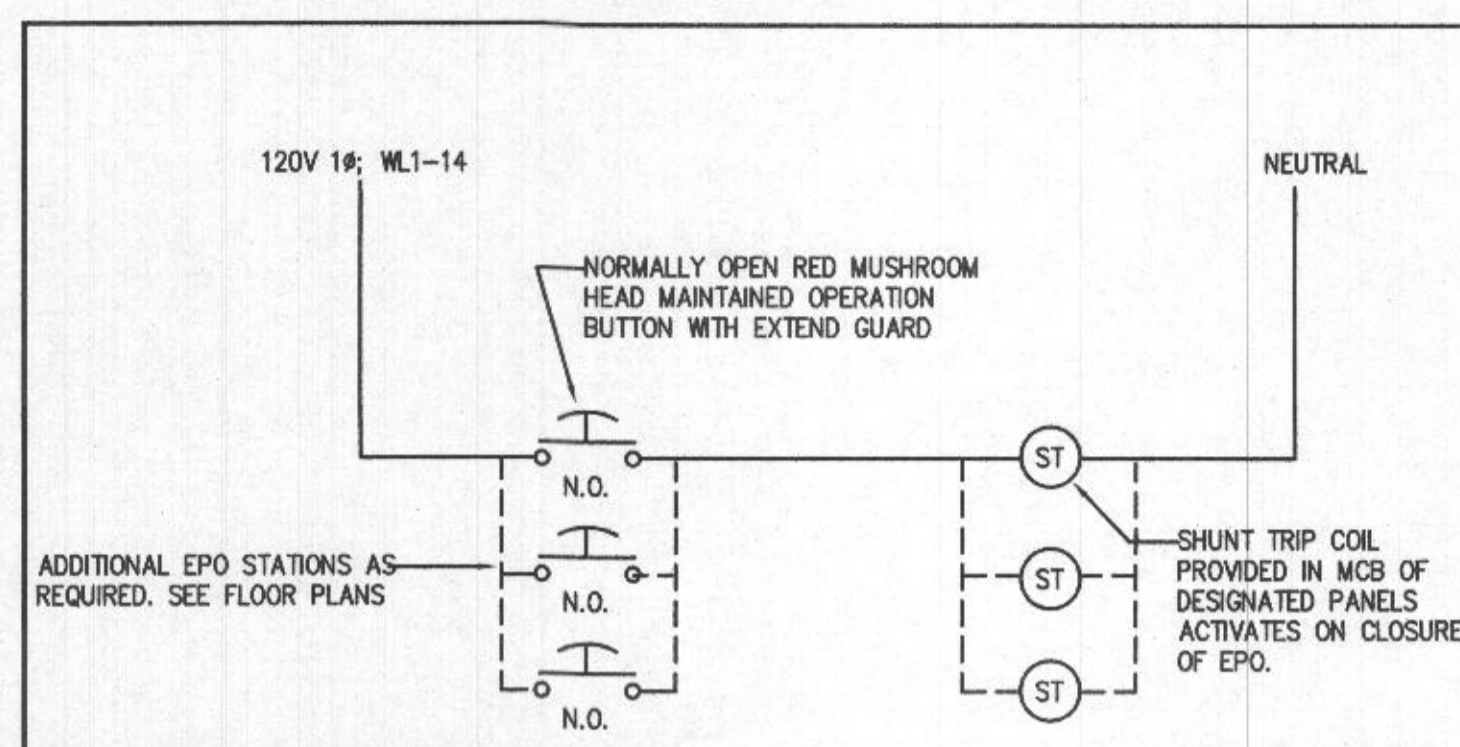 120V 1ø; WL1-14
NEUTRAL
NORMALLY OPEN RED MUSHROOM
HEAD MAINTAINED OPERATION
BUTTON WITH EXTEND GUARD
ST
N.O.
ADDITIONAL EPO STATIONS AS
REQUIRED. SEE FLOOR PLANS
N.O.
ST
SHUNT TRIP COIL
PROVIDED IN MCB OF
DESIGNATED PANELS
ACTIVATES ON CLOSURE
OF EPO.
N.O.
ST